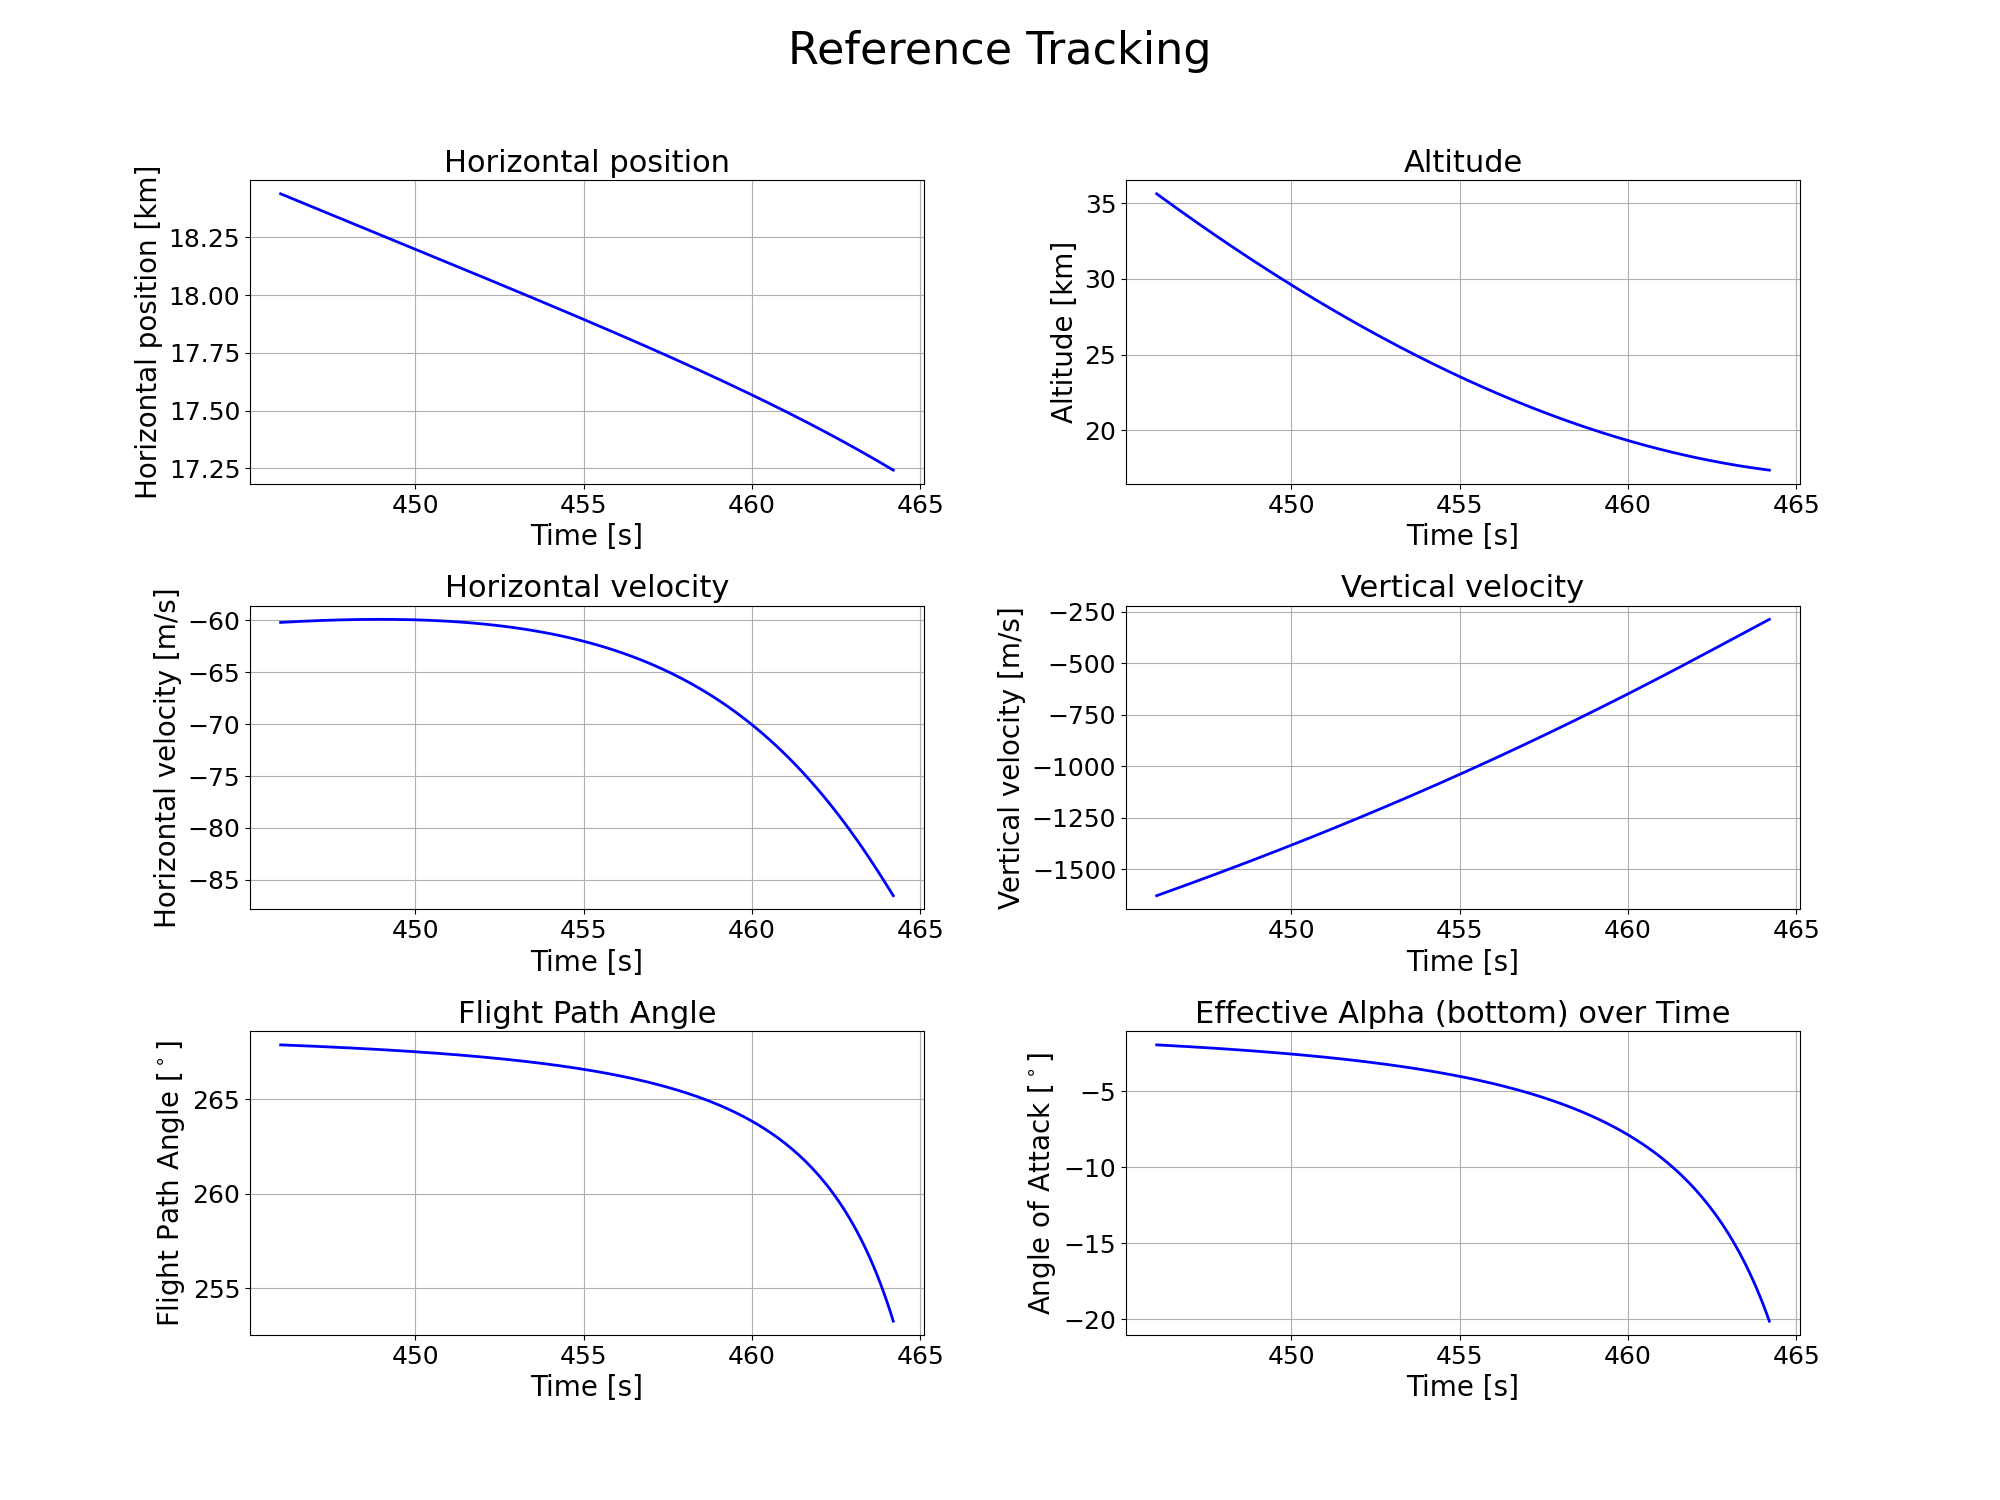 Reference Tracking
Horizontal position
Horizontal position [km]
18.25
18.00
17.75
17.50
17.25
450
455
460
465
Time [s]
Altitude
Altitude [km]
35
30
25
20
450
455
460
465
Time [s]
Horizontal velocity
Horizontal velocity [m/s]
−60
−65
−70
−75
−80
−85
450
455
460
465
Time [s]
Vertical velocity
Vertical velocity [m/s]
−250
−500
−750
−1000
−1250
−1500
450
455
460
465
Time [s]
Flight Path Angle
Flight Path Angle [°]
265
260
255
450
455
460
465
Time [s]
Effective Alpha (bottom) over Time
Angle of Attack [°]
−5
−10
−15
−20
450
455
460
465
Time [s]